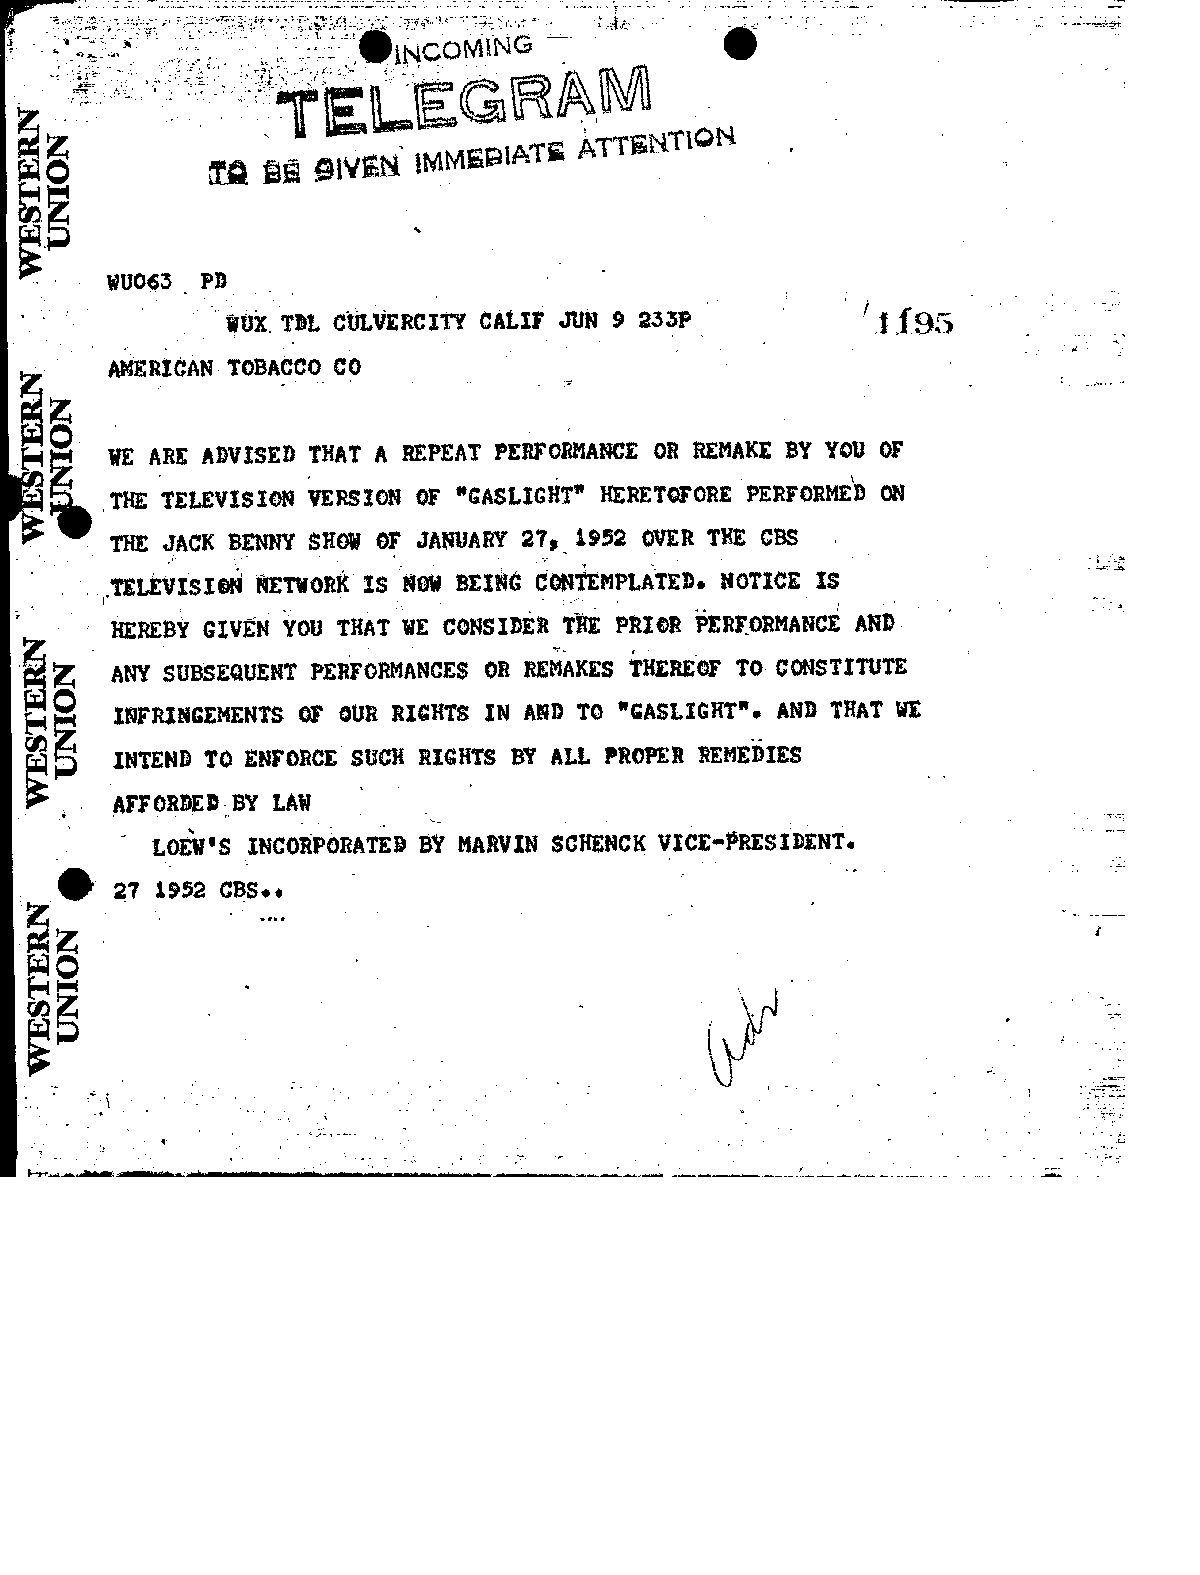 INCOMING
TELEGRAM
TO BE GIVEN IMMEDIATE ATTENTION
WESTERN UNION
WESTERN UNION
WESTERN UNION
WESTERN UNION
WU063 PD
WUX TDL CULVERCITY CALIF JUN 9 233P
1195
AMERICAN TOBACCO CO
WE ARE ADVISED THAT A REPEAT PERFORMANCE OR REMAKE BY YOU OF
THE TELEVISION VERSION OF "GASLIGHT" HERETOFORE PERFORMED ON
THE JACK BENNY SHOW OF JANUARY 27, 1952 OVER THE CBS
TELEVISION NETWORK IS NOW BEING CONTEMPLATED. NOTICE IS
HEREBY GIVEN YOU THAT WE CONSIDER THE PRIOR PERFORMANCE AND
ANY SUBSEQUENT PERFORMANCES OR REMAKES THEREOF TO CONSTITUTE
INFRINGEMENTS OF OUR RIGHTS IN AND TO "GASLIGHT". AND THAT WE
INTEND TO ENFORCE SUCH RIGHTS BY ALL PROPER REMEDIES
AFFORDED BY LAW
LOEW'S INCORPORATED BY MARVIN SCHENCK VICE-PRESIDENT.
27 1952 CBS..
Adv